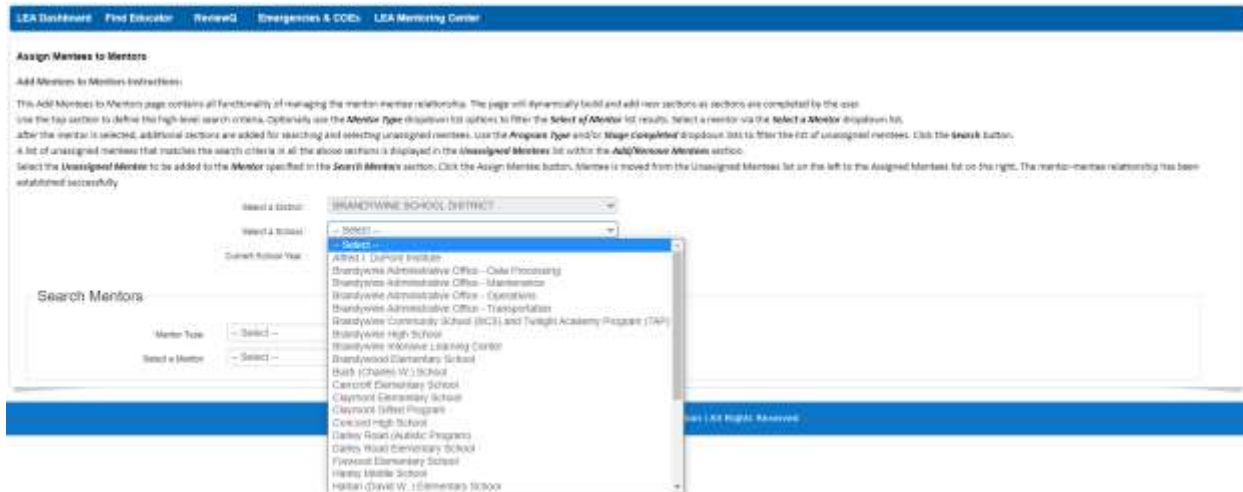 LEA Dashboard Find Educator ReviewQ Emergencies & COEs LEA Mentoring Center
Assign Mentees to Mentors
Add Mentees to Mentors Instructions:
This Add Mentees to Mentors page contains all functionality of managing the mentor-mentee relationship. The page will dynamically build and add new sections as sections are completed by the user.
Use the top section to define the high-level search criteria. Optionally use the Mentor Type dropdown list options to filter the Select of Mentor list results. Select a mentor via the Select a Mentor dropdown list.
After the mentor is selected, additional sections are added for searching and selecting unassigned mentees. Use the Program Type and/or Stage Completed dropdown lists to filter the list of unassigned mentees. Click the Search button.
A list of unassigned mentees that matches the search criteria in all the above sections is displayed in the Unassigned Mentees list within the Add/Remove Mentees section.
Select the Unassigned Mentee to be added to the Mentor specified in the Search Mentors section. Click the Assign Mentee button. Mentee is moved from the Unassigned Mentees list on the left to the Assigned Mentees list on the right. The mentor-mentee relationship has been
established successfully.
Select a District BRANDYWINE SCHOOL DISTRICT
Select a School -- Select --
-- Select --
Current School Year
Alfred I. DuPont Institute
Brandywine Administrative Office - Data Processing
Brandywine Administrative Office - Maintenance
Brandywine Administrative Office - Operations
Brandywine Administrative Office - Transportation
Brandywine Community School (BCS) and Twilight Academy Program (TAP)
Brandywine High School
Brandywine Intensive Learning Center
Brandywood Elementary School
Bush (Charles W.) School
Carrcroft Elementary School
Claymont Elementary School
Claymont Gifted Program
Concord High School
Darley Road (Autistic Program)
Darley Road Elementary School
Forwood Elementary School
Hanby Middle School
Harlan (David W.) Elementary School
Search Mentors
Mentor Type -- Select --
Select a Mentor -- Select --
All Rights Reserved